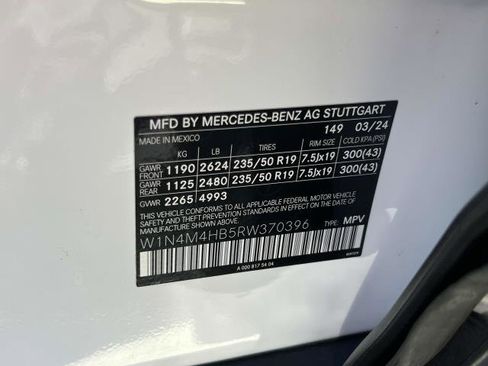 MFD BY MERCEDES-BENZ AG STUTTGART
MADE IN MEXICO 149 03/24
KG LB TIRES RIM SIZE COLD KPA(PSI)
GAWR FRONT 1190 2624 235/50 R19 7.5Jx19 300(43)
GAWR REAR 1125 2480 235/50 R19 7.5Jx19 300(43)
GVWR 2265 4993
THIS VEHICLE CONFORMS TO ALL APPLICABLE FEDERAL MOTOR VEHICLE
SAFETY AND THEFT PREVENTION STANDARDS IN EFFECT ON THE DATE OF
MANUFACTURE SHOWN ABOVE.
W1N4M4HB5RW370396 TYPE: MPV
A 000 817 54 04